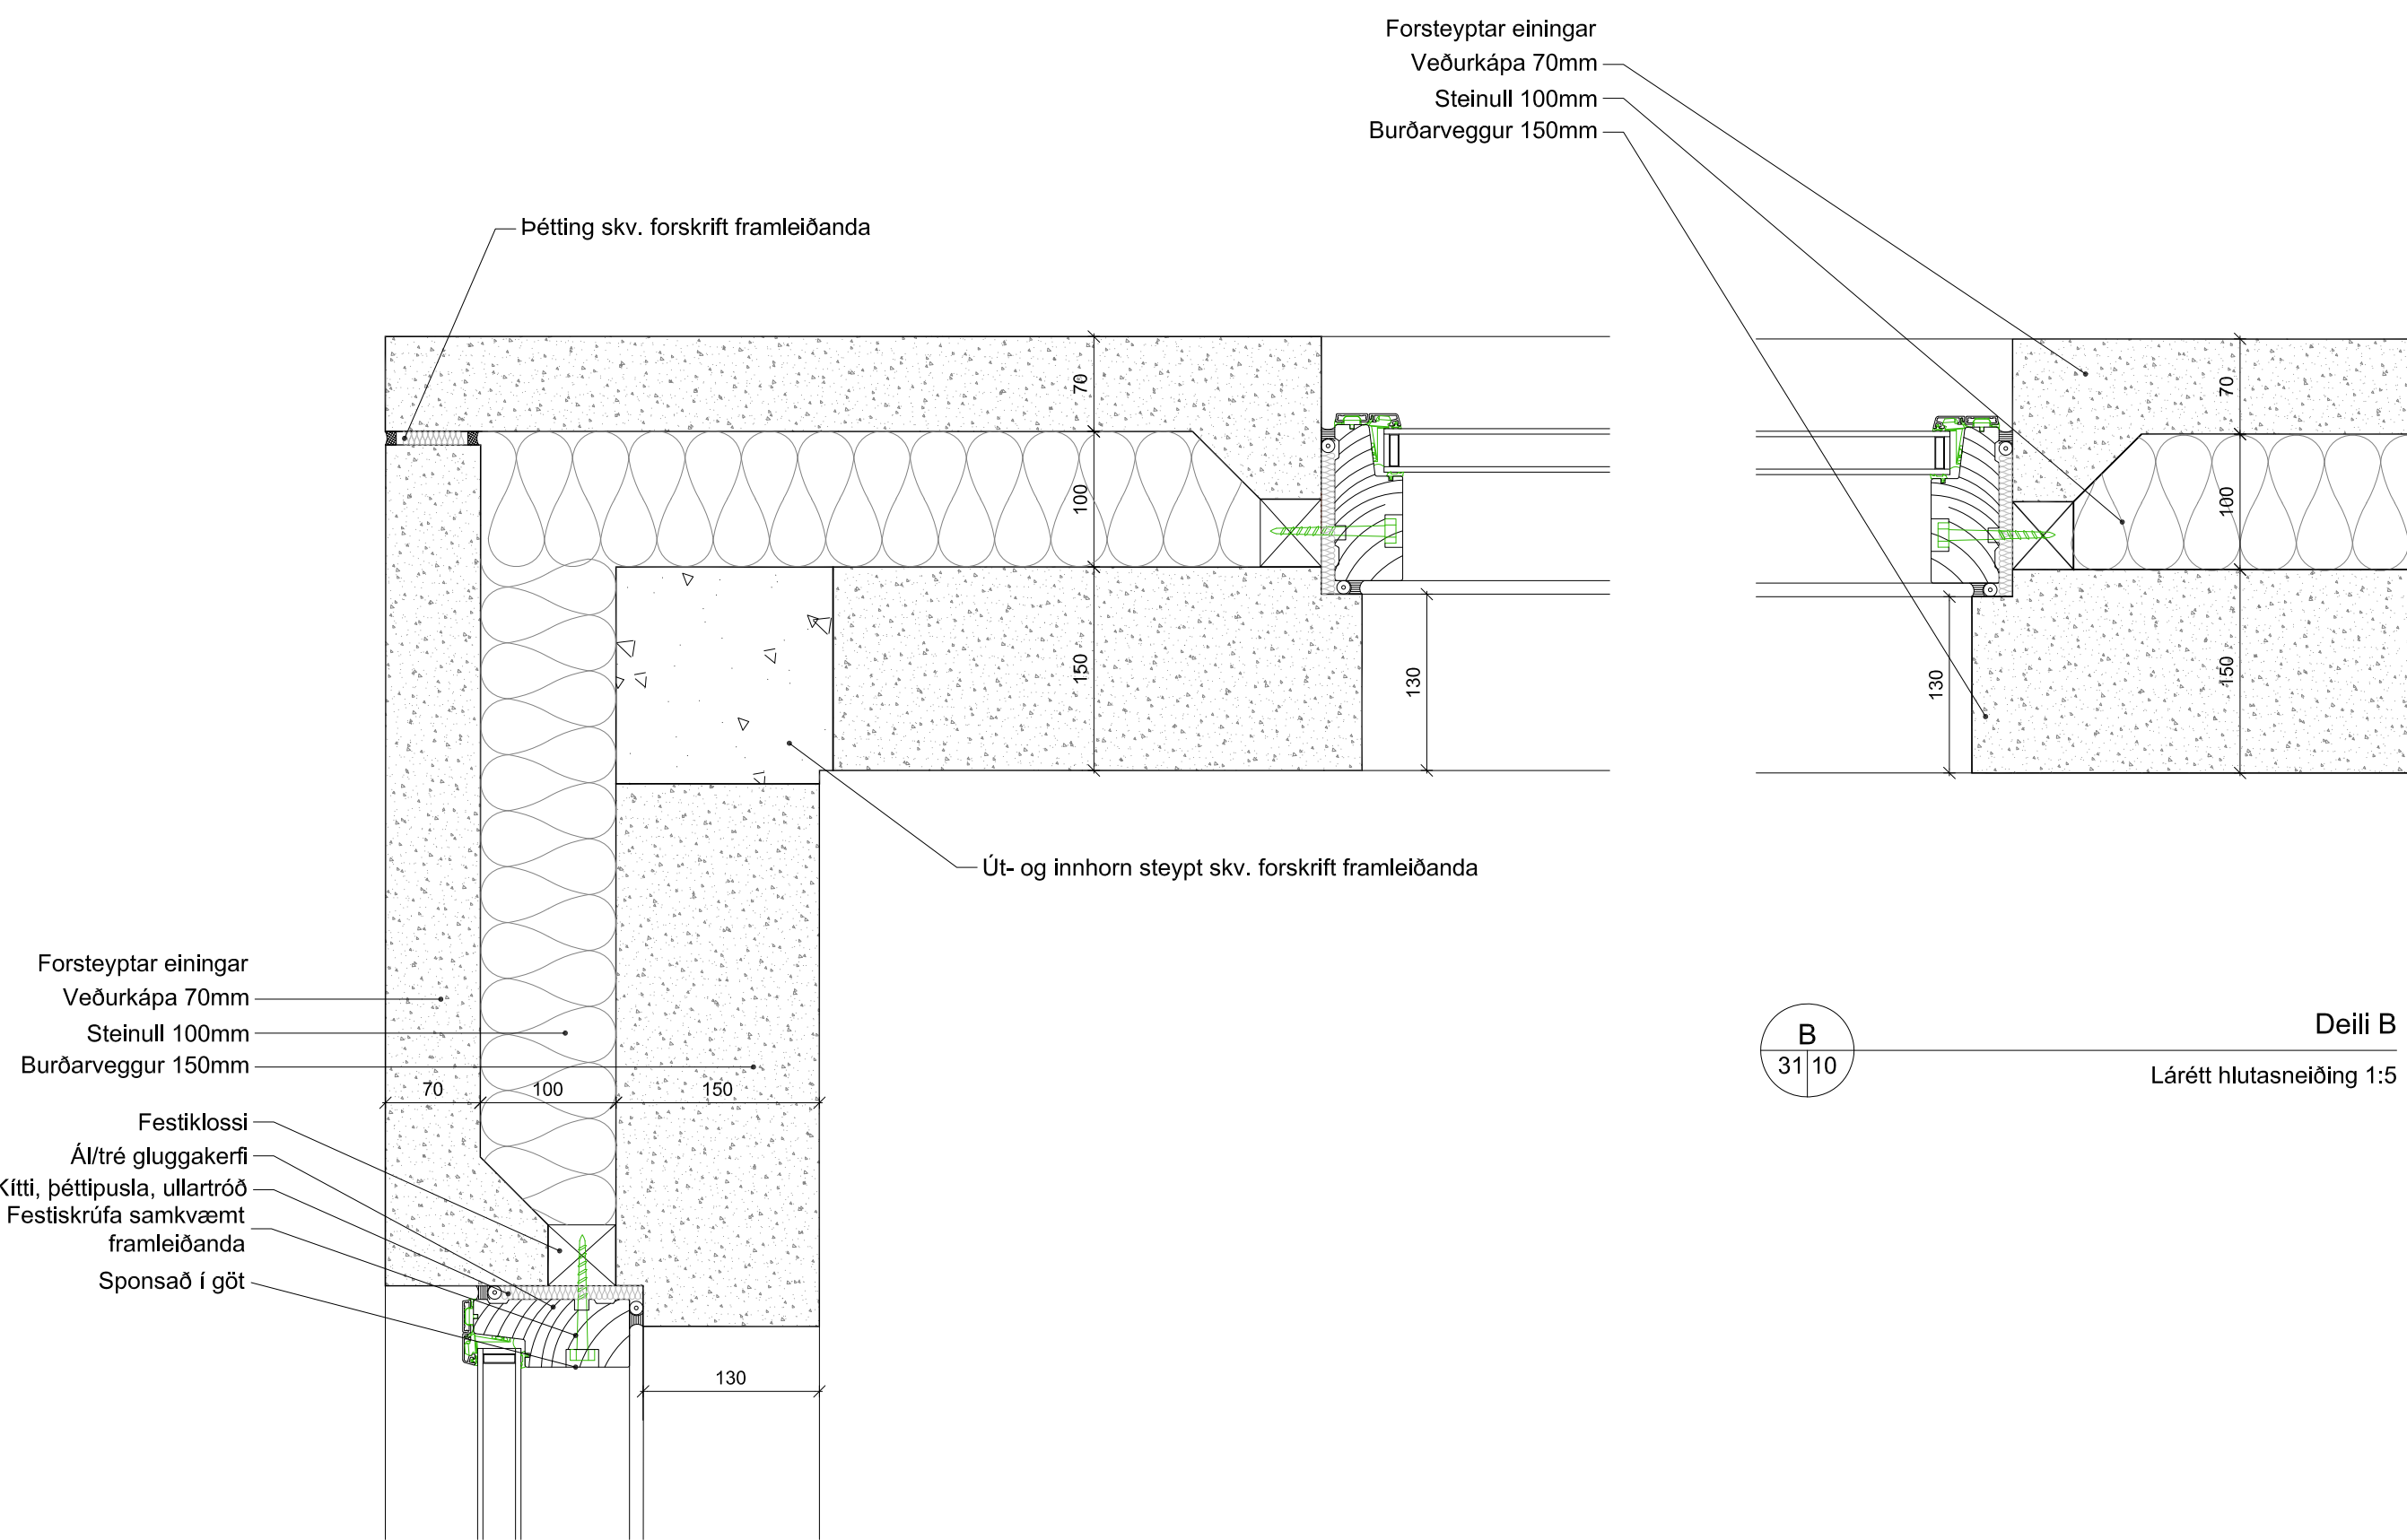 Forsteyptar einingar
Veðurkápa 70mm
Steinull 100mm
Burðarveggur 150mm
Þétting skv. forskrift framleiðanda
70
100
150
130
70
100
150
130
Út- og innhorn steypt skv. forskrift framleiðanda
Forsteyptar einingar
Veðurkápa 70mm
Steinull 100mm
Burðarveggur 150mm
70 100 150
Festiklossi
Ál/tré gluggakerfi
Kítti, þéttipusla, ullartróð
Festiskrúfa samkvæmt
framleiðanda
Sponsað í göt
130
B
31 10
Deili B
Lárétt hlutasneiðing 1:5